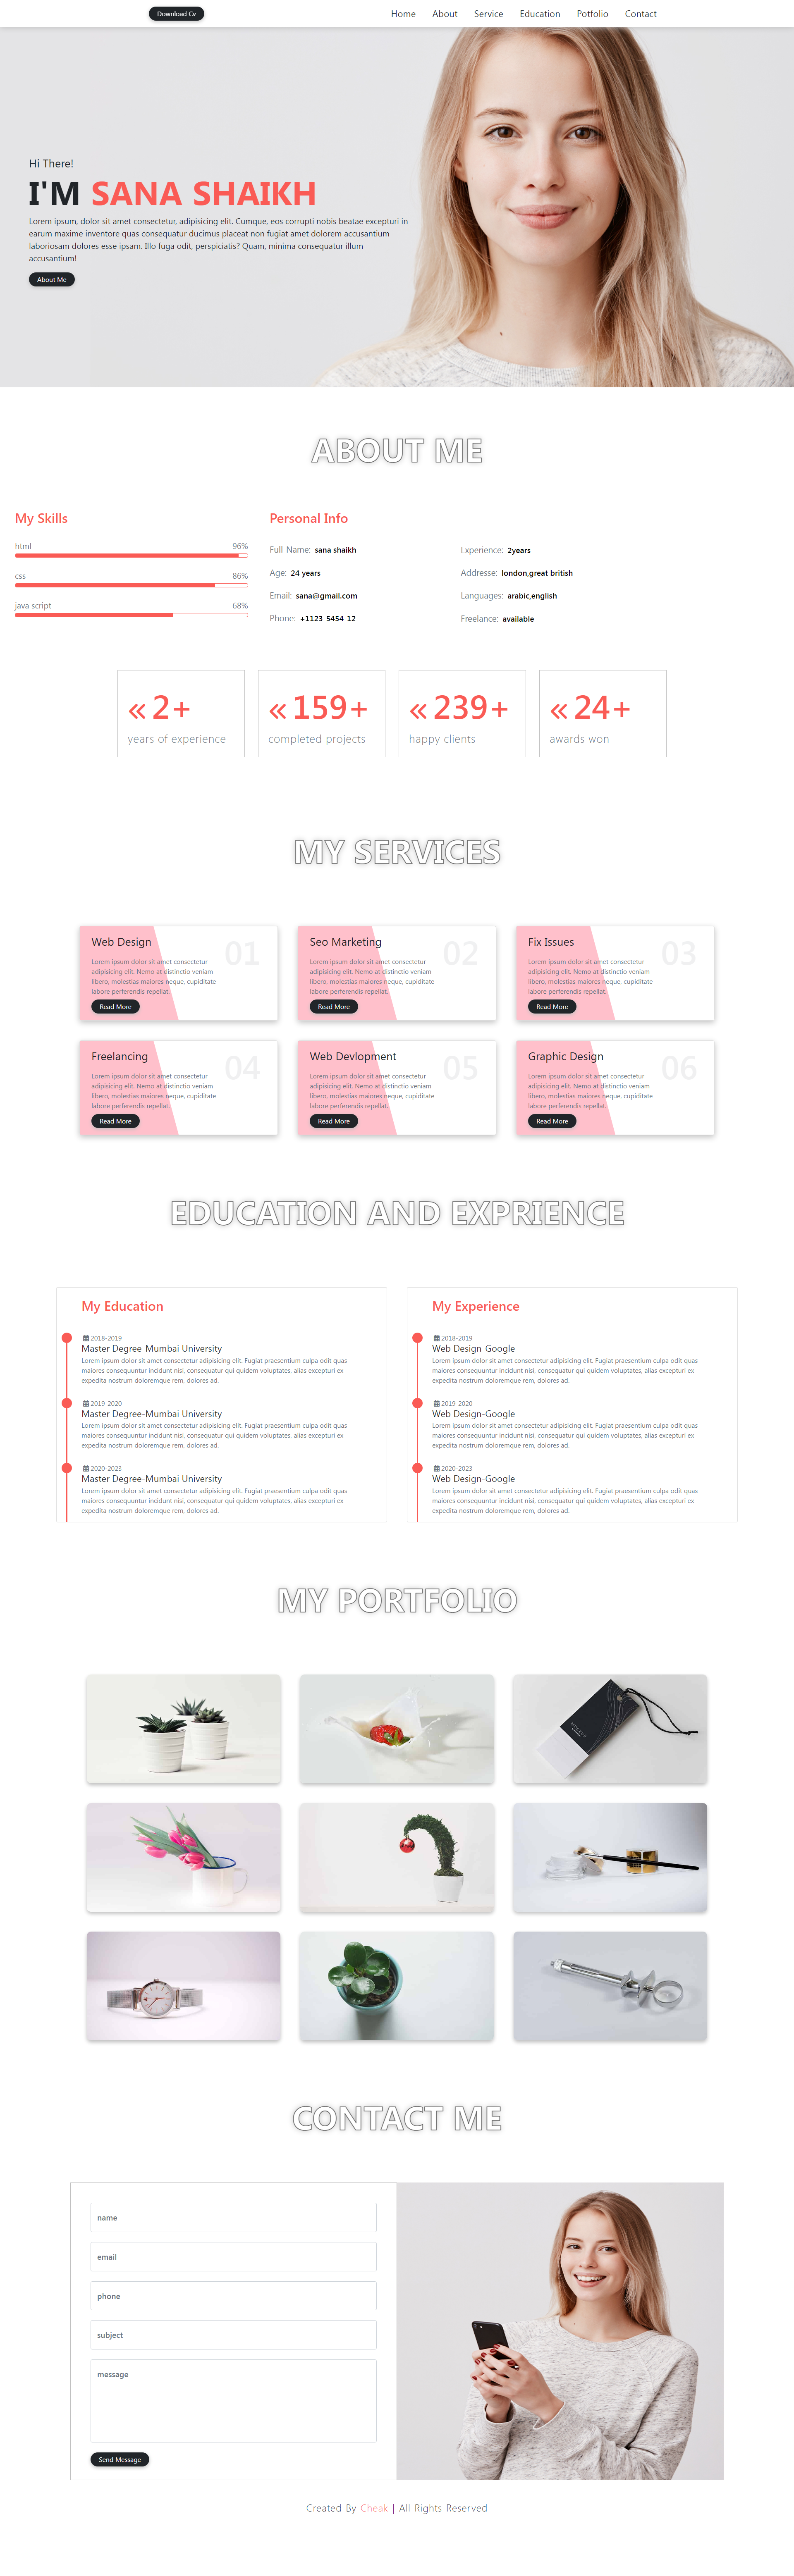 Download Cv
Home About Service Education Potfolio Contact
Hi There!
I'M SANA SHAIKH
Lorem ipsum, dolor sit amet consectetur, adipisicing elit. Cumque, eos corrupti nobis beatae excepturi in
earum maxime inventore quas consequatur ducimus placeat non fugiat amet dolorem accusantium
laboriosam dolores esse ipsam. Illo fuga odit, perspiciatis? Quam, minima consequatur illum
accusantium!
About Me
ABOUT ME
My Skills
html 96%
css 86%
java script 68%
Personal Info
Full Name: sana shaikh
Age: 24 years
Email: sana@gmail.com
Phone: +1123-5454-12
Experience: 2years
Addresse: london,great british
Languages: arabic,english
Freelance: available
« 2+
years of experience
« 159+
completed projects
« 239+
happy clients
« 24+
awards won
MY SERVICES
Web Design
01
Lorem ipsum dolor sit amet consectetur
adipisicing elit. Nemo at distinctio veniam
libero, molestias maiores neque, cupiditate
labore perferendis repellat.
Read More
Seo Marketing
02
Lorem ipsum dolor sit amet consectetur
adipisicing elit. Nemo at distinctio veniam
libero, molestias maiores neque, cupiditate
labore perferendis repellat.
Read More
Fix Issues
03
Lorem ipsum dolor sit amet consectetur
adipisicing elit. Nemo at distinctio veniam
libero, molestias maiores neque, cupiditate
labore perferendis repellat.
Read More
Freelancing
04
Lorem ipsum dolor sit amet consectetur
adipisicing elit. Nemo at distinctio veniam
libero, molestias maiores neque, cupiditate
labore perferendis repellat.
Read More
Web Devlopment
05
Lorem ipsum dolor sit amet consectetur
adipisicing elit. Nemo at distinctio veniam
libero, molestias maiores neque, cupiditate
labore perferendis repellat.
Read More
Graphic Design
06
Lorem ipsum dolor sit amet consectetur
adipisicing elit. Nemo at distinctio veniam
libero, molestias maiores neque, cupiditate
labore perferendis repellat.
Read More
EDUCATION AND EXPRIENCE
My Education
2018-2019
Master Degree-Mumbai University
Lorem ipsum dolor sit amet consectetur adipisicing elit. Fugiat praesentium culpa odit quas
maiores consequuntur incidunt nisi, consequatur qui quidem voluptates, alias excepturi ex
expedita nostrum doloremque rem, dolores ad.
2019-2020
Master Degree-Mumbai University
Lorem ipsum dolor sit amet consectetur adipisicing elit. Fugiat praesentium culpa odit quas
maiores consequuntur incidunt nisi, consequatur qui quidem voluptates, alias excepturi ex
expedita nostrum doloremque rem, dolores ad.
2020-2023
Master Degree-Mumbai University
Lorem ipsum dolor sit amet consectetur adipisicing elit. Fugiat praesentium culpa odit quas
maiores consequuntur incidunt nisi, consequatur qui quidem voluptates, alias excepturi ex
expedita nostrum doloremque rem, dolores ad.
My Experience
2018-2019
Web Design-Google
Lorem ipsum dolor sit amet consectetur adipisicing elit. Fugiat praesentium culpa odit quas
maiores consequuntur incidunt nisi, consequatur qui quidem voluptates, alias excepturi ex
expedita nostrum doloremque rem, dolores ad.
2019-2020
Web Design-Google
Lorem ipsum dolor sit amet consectetur adipisicing elit. Fugiat praesentium culpa odit quas
maiores consequuntur incidunt nisi, consequatur qui quidem voluptates, alias excepturi ex
expedita nostrum doloremque rem, dolores ad.
2020-2023
Web Design-Google
Lorem ipsum dolor sit amet consectetur adipisicing elit. Fugiat praesentium culpa odit quas
maiores consequuntur incidunt nisi, consequatur qui quidem voluptates, alias excepturi ex
expedita nostrum doloremque rem, dolores ad.
MY PORTFOLIO
CONTACT ME
name
email
phone
subject
message
Send Message
Created By Cheak | All Rights Reserved